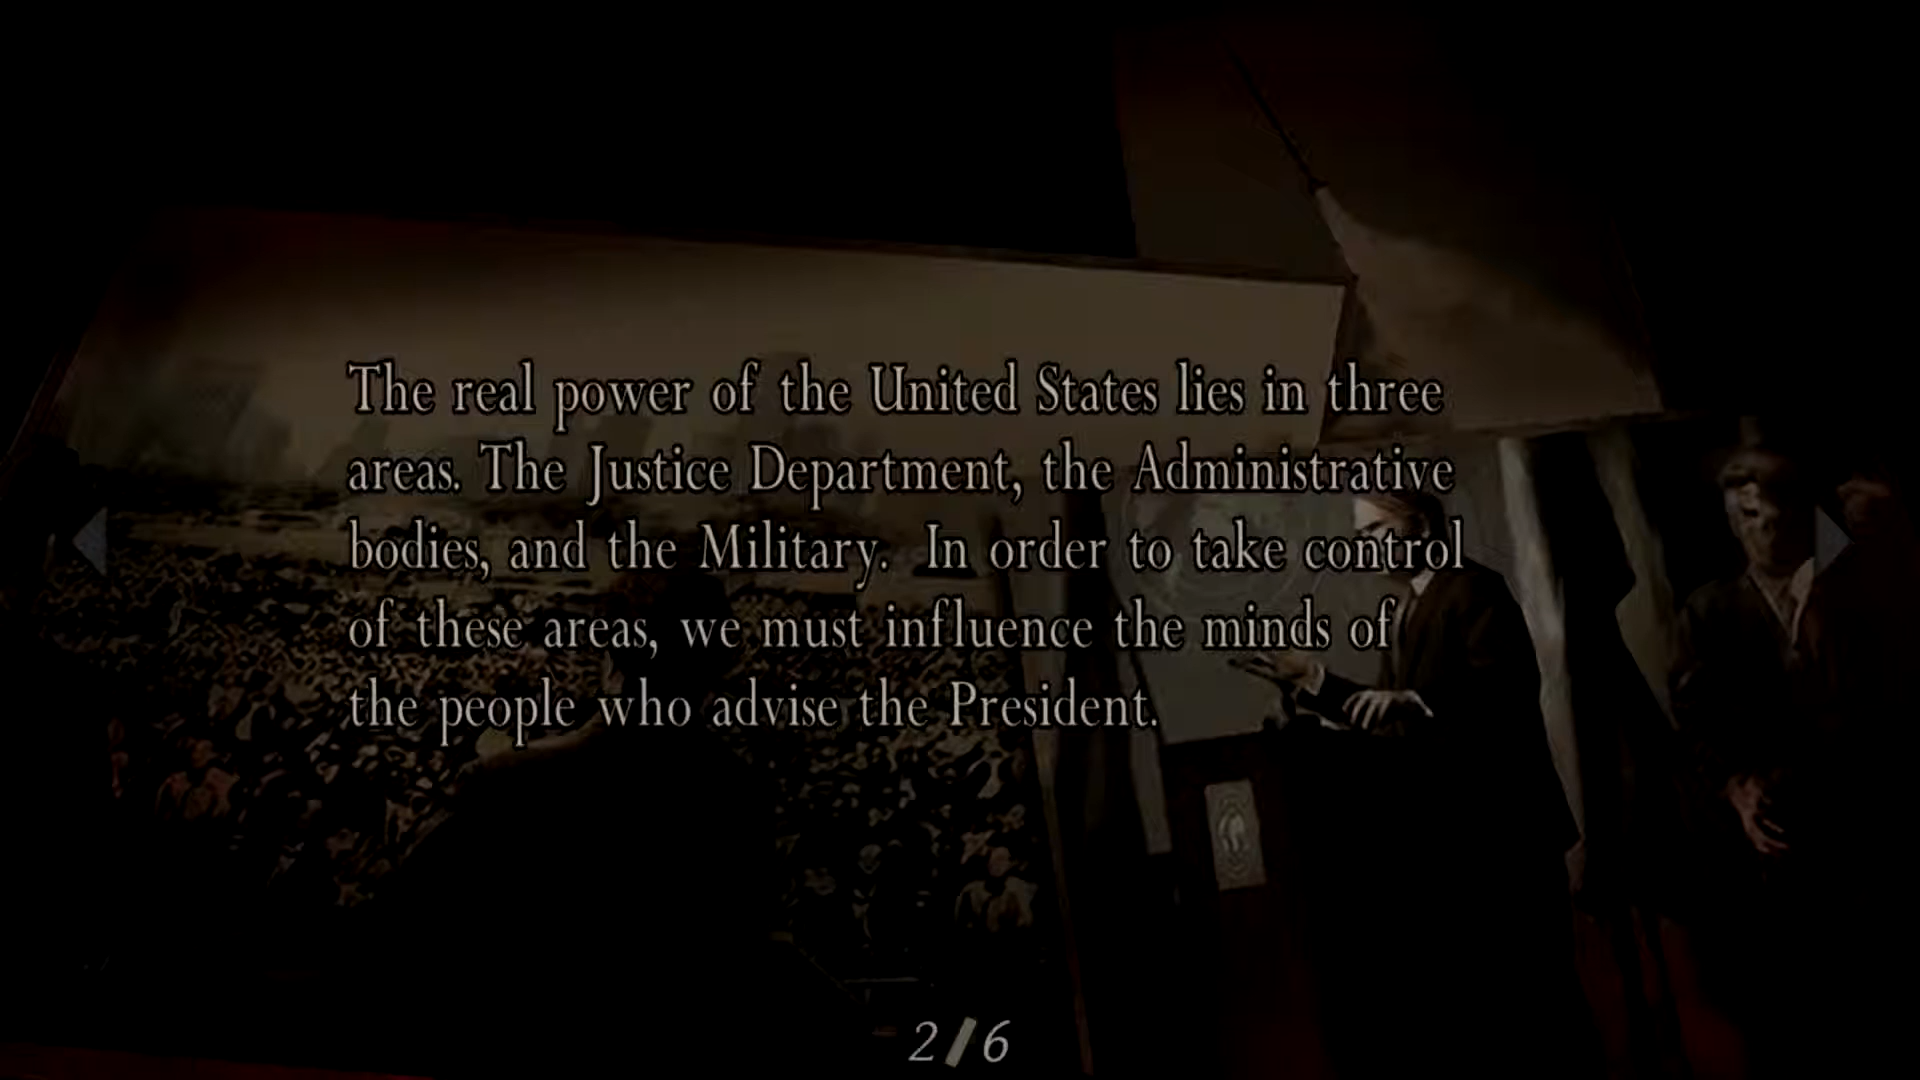 The real power of the United States lies in three
areas. The Justice Department, the Administrative
bodies, and the Military.  In order to take control
of these areas, we must influence the minds of
the people who advise the President.
2/6